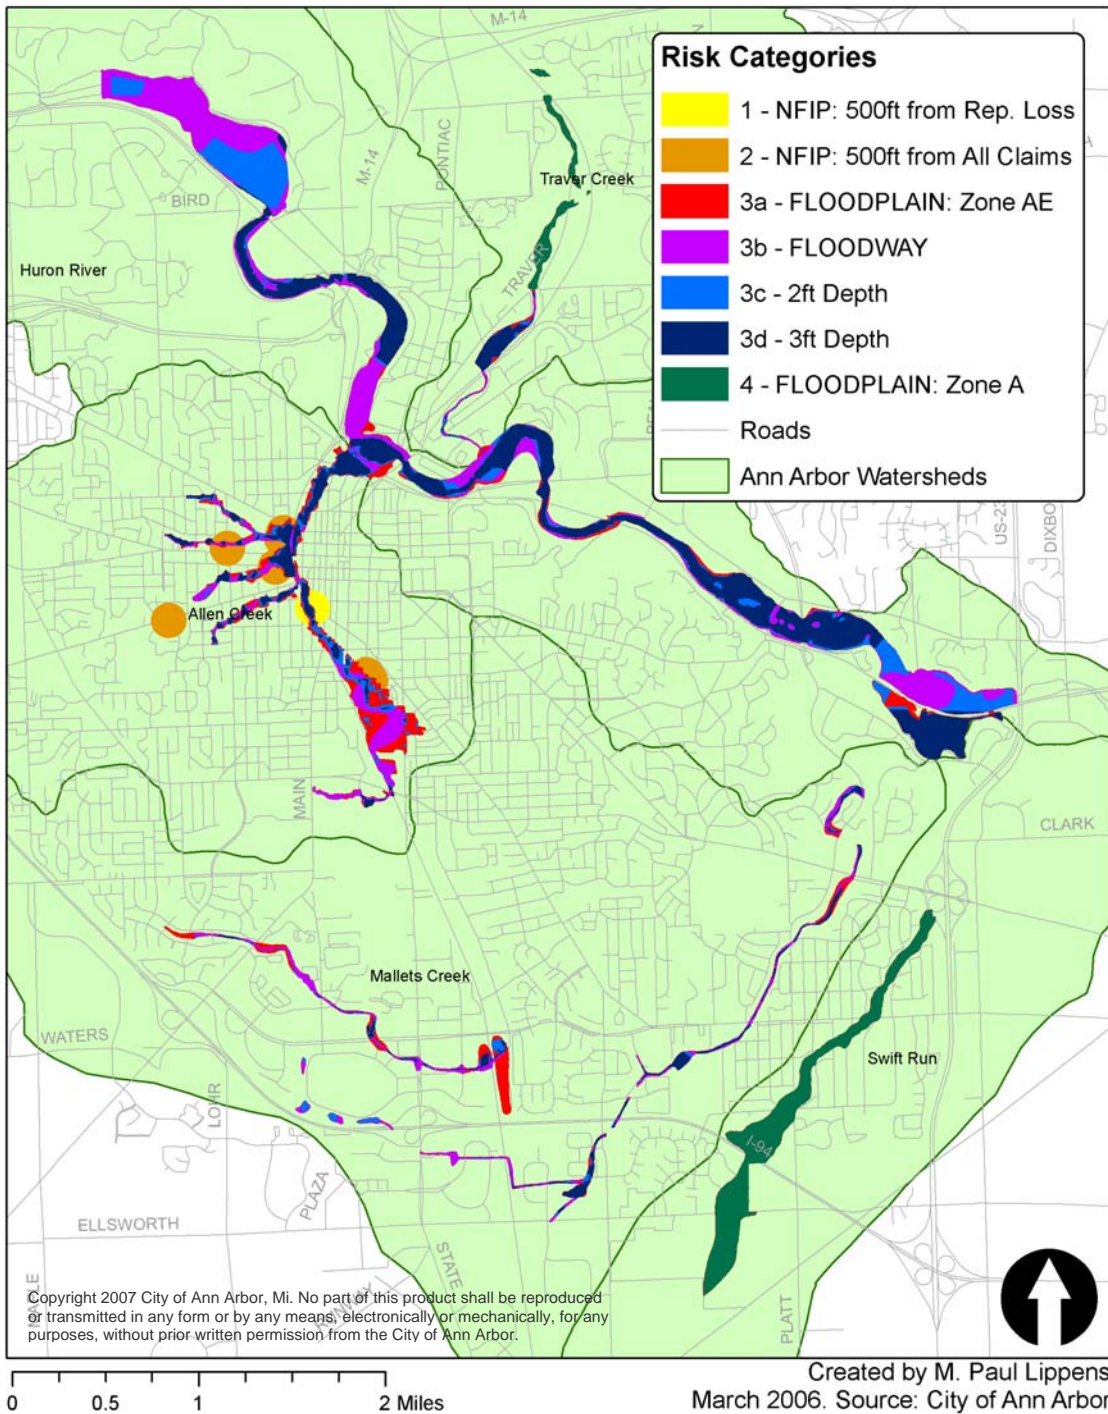 M-14
Risk Categories
1 - NFIP: 500ft from Rep. Loss
2 - NFIP: 500ft from All Claims
3a - FLOODPLAIN: Zone AE
3b - FLOODWAY
3c - 2ft Depth
3d - 3ft Depth
4 - FLOODPLAIN: Zone A
Roads
Ann Arbor Watersheds
M-14
PONTIAC
Traver Creek
BIRD
TRAVER
Huron River
US-23
DIXBO
Allen Creek
MAIN
CLARK
Mallets Creek
WATERS
Swift Run
LOHR
I-94
PLAZA
ELLSWORTH
STATE
MAPLE
PLATT
Copyright 2007 City of Ann Arbor, Mi. No part of this product shall be reproduced
or transmitted in any form or by any means, electronically or mechanically, for any
purposes, without prior written permission from the City of Ann Arbor.
0 0.5 1 2 Miles
Created by M. Paul Lippens
March 2006. Source: City of Ann Arbor